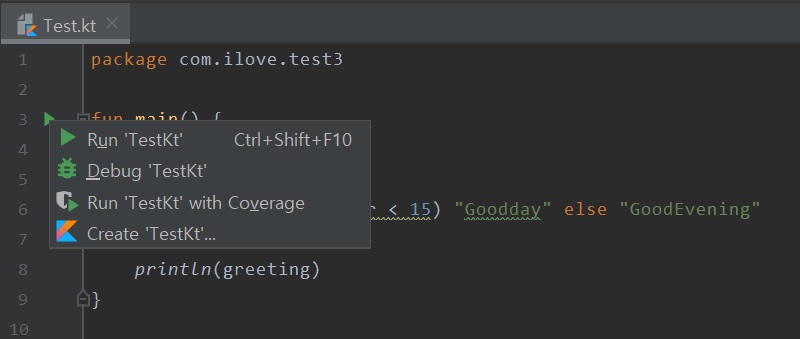 Test.kt
1 package com.ilove.test3
2
3 fun main() {
Run 'TestKt' Ctrl+Shift+F10
4
Debug 'TestKt'
5
Run 'TestKt' with Coverage
6 < 15) "Goodday" else "GoodEvening"
7
Create 'TestKt'...
8 println(greeting)
9 }
10